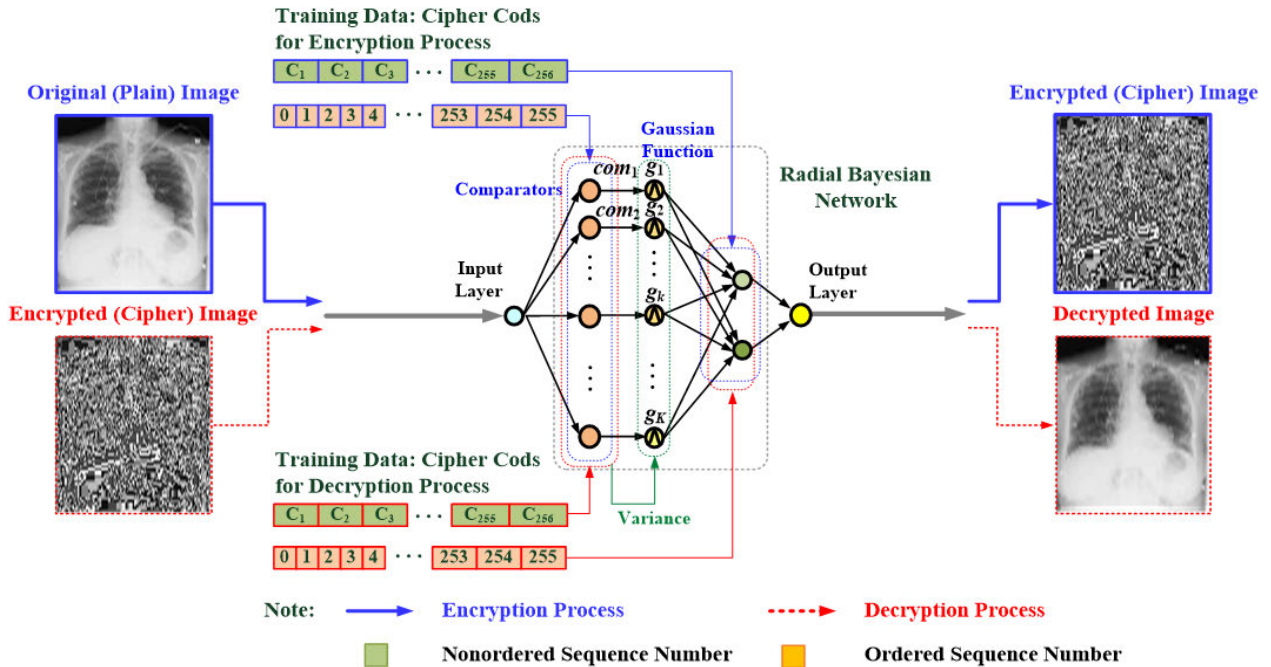 Training Data: Cipher Cods
for Encryption Process
C1 C2 C3 ··· C255 C256
0 1 2 3 4 ··· 253 254 255
Original (Plain) Image
Encrypted (Cipher) Image
Gaussian
Function
Comparators
com1 g1
com2 g2
Radial Bayesian
Network
Input
Layer
gk
Output
Layer
Encrypted (Cipher) Image
Decrypted Image
gK
Training Data: Cipher Cods
for Decryption Process
C1 C2 C3 ··· C255 C256
0 1 2 3 4 ··· 253 254 255
Variance
Note: Encryption Process Decryption Process
Nonordered Sequence Number Ordered Sequence Number